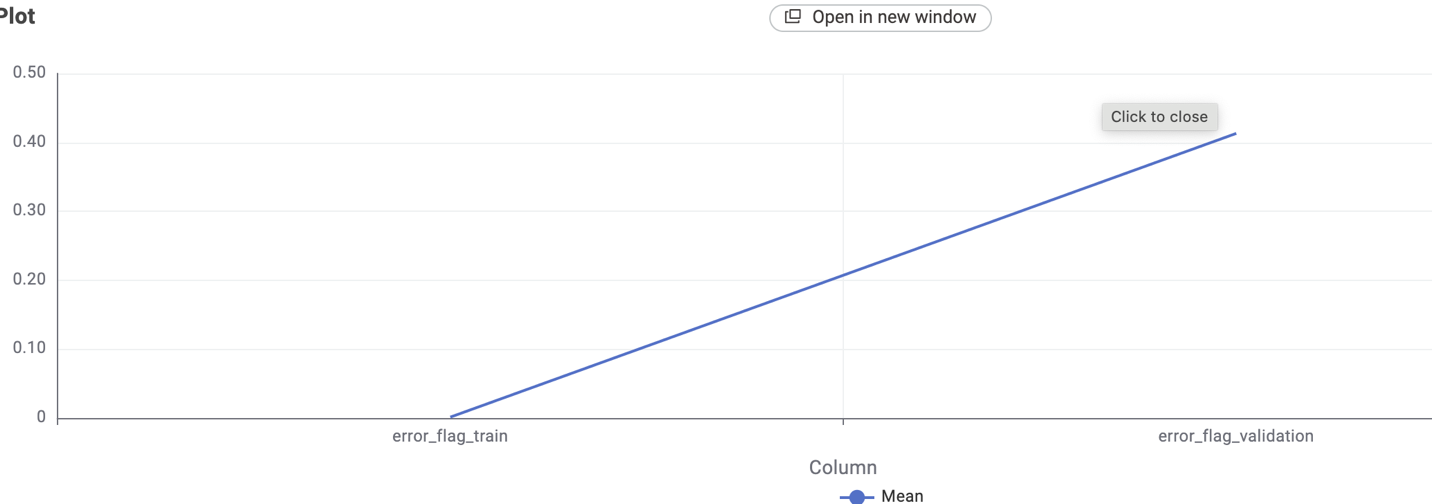 Plot
Open in new window
0.50
Click to close
0.40
0.30
0.20
0.10
0
error_flag_train
error_flag_validation
Column
Mean